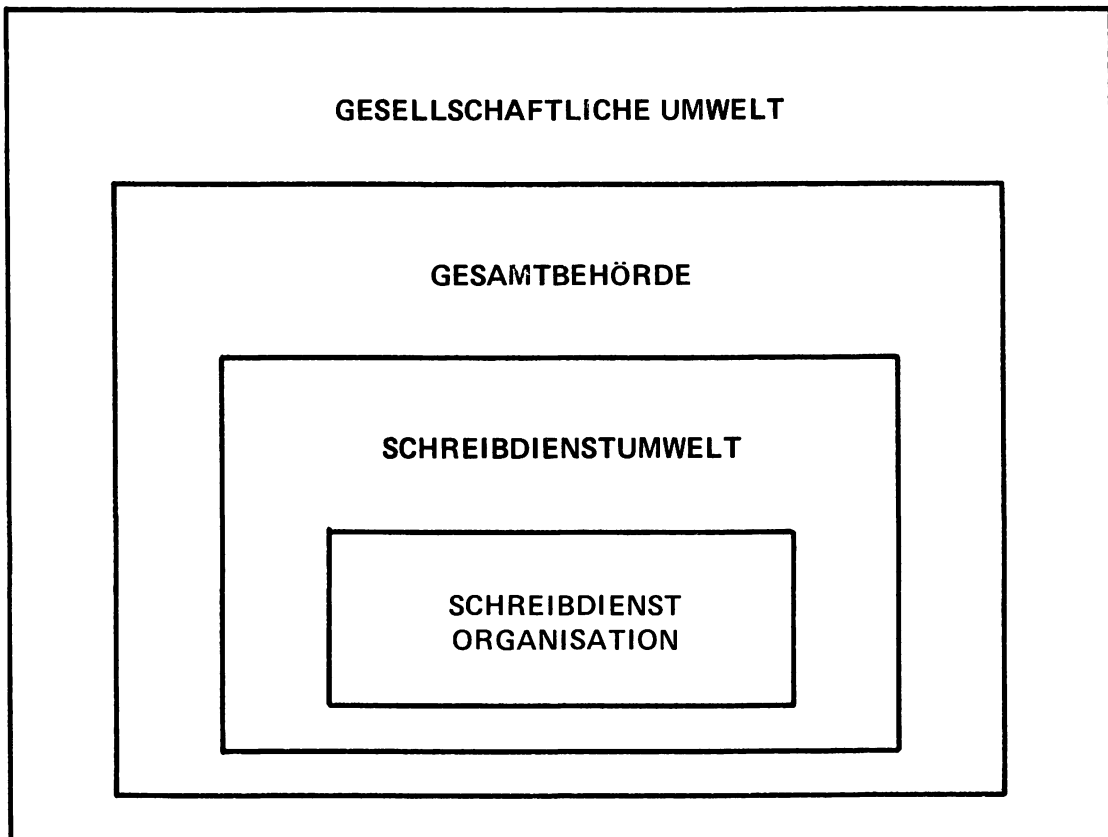 GESELLSCHAFTLICHE UMWELT
GESAMTBEHÖRDE
SCHREIBDIENSTUMWELT
SCHREIBDIENST
ORGANISATION